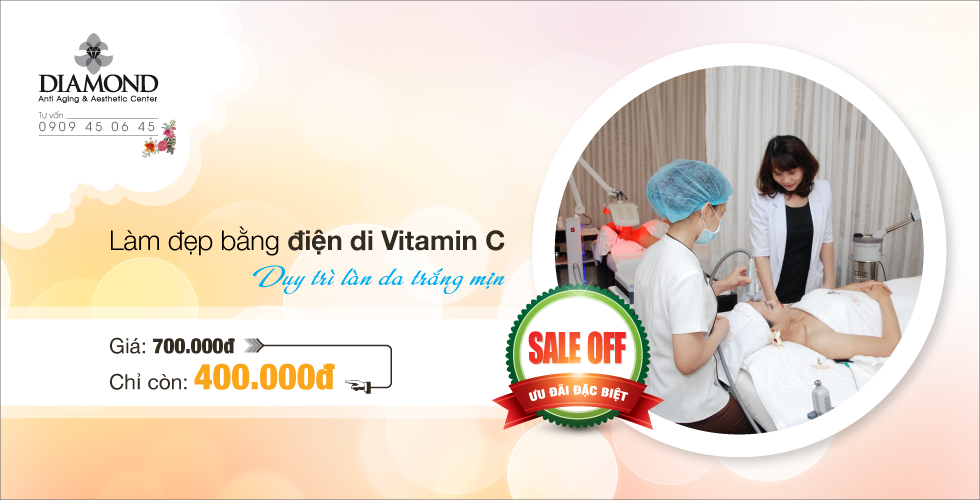 DIAMOND
Anti Aging & Aesthetic Center
Tư vấn
0909 45 06 45
Làm đẹp bằng điện di Vitamin C
Duy trì làn da trắng mịn
Giá: 700.000đ
Chỉ còn: 400.000đ
SALE OFF
ƯU ĐÃI ĐẶC BIỆT